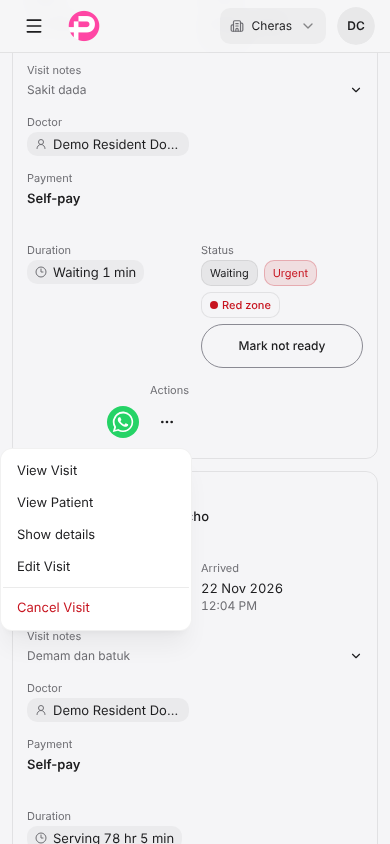 Cheras
DC
Visit notes
Sakit dada
Doctor
Demo Resident Do...
Payment
Self-pay
Duration
Status
Waiting 1 min
Waiting
Urgent
Red zone
Mark not ready
Actions
View Visit
View Patient
Show details
Edit Visit
Cancel Visit
Arrived
22 Nov 2026
12:04 PM
Visit notes
Demam dan batuk
Doctor
Demo Resident Do...
Payment
Self-pay
Duration
Serving 78 hr 5 min